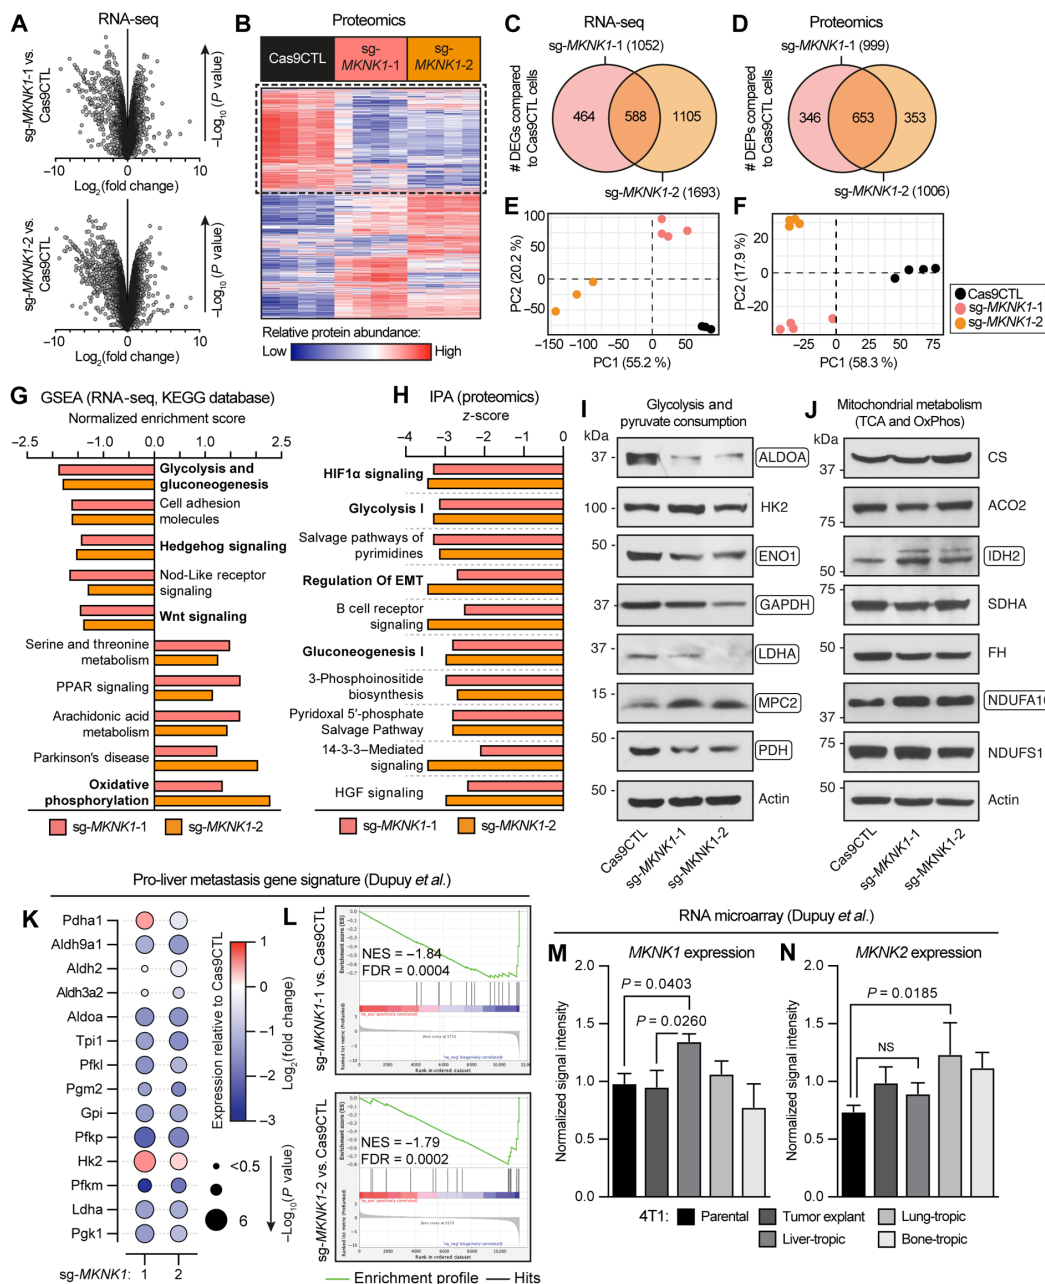 A
RNA-seq
sg-MKNK1-1 vs.
Cas9CTL
-Log10(P value)
-10 0 10
Log2(fold change)
sg-MKNK1-2 vs.
Cas9CTL
-Log10(P value)
-10 0 10
Log2(fold change)
B
Proteomics
Cas9CTL
sg-
MKNK1-1
sg-
MKNK1-2
Relative protein abundance:
Low High
C
RNA-seq
sg-MKNK1-1 (1052)
# DEGs compared
to Cas9CTL cells
464 588 1105
sg-MKNK1-2 (1693)
D
Proteomics
sg-MKNK1-1 (999)
# DEPs compared
to Cas9CTL cells
346 653 353
sg-MKNK1-2 (1006)
E
PC2 (20.2 %)
100
50
0
−50
−150 −100 −50 0 50 100
PC1 (55.2 %)
F
PC2 (17.9 %)
20
0
−20
−25 0 25 50 75
PC1 (58.3 %)
Cas9CTL
sg-MKNK1-1
sg-MKNK1-2
G
GSEA (RNA-seq, KEGG database)
Normalized enrichment score
−2.5 −1.0 0.0 1.0 2.5
Glycolysis and
gluconeogenesis
Cell adhesion
molecules
Hedgehog signaling
Nod-Like receptor
signaling
Wnt signaling
Serine and threonine
metabolism
PPAR signaling
Arachidonic acid
metabolism
Parkinson's disease
Oxidative
phosphorylation
sg-MKNK1-1 sg-MKNK1-2
H
IPA (proteomics)
z-score
−4 −3 −2 −1 0
HIF1α signaling
Glycolysis I
Salvage pathways of
pyrimidines
Regulation Of EMT
B cell receptor
signaling
Gluconeogenesis I
3-Phosphoinositide
biosynthesis
Pyridoxal 5′-phosphate
Salvage Pathway
14-3-3–Mediated
signaling
HGF signaling
sg-MKNK1-1 sg-MKNK1-2
I
Glycolysis and
pyruvate consumption
kDa
37 ALDOA
100 HK2
50 ENO1
37 GAPDH
37 LDHA
15 MPC2
50 PDH
50 Actin
Cas9CTL
sg-MKNK1-1
sg-MKNK1-2
J
Mitochondrial metabolism
(TCA and OxPhos)
kDa
37 CS
75 ACO2
50 IDH2
75 SDHA
50 FH
37 NDUFA10
75 NDUFS1
50 Actin
Cas9CTL
sg-MKNK1-1
sg-MKNK1-2
Pro-liver metastasis gene signature (Dupuy et al.)
K
Pdha1
Aldh9a1
Aldh2
Aldh3a2
Aldoa
Tpi1
Pfkl
Pgm2
Gpi
Pfkp
Hk2
Pfkm
Ldha
Pgk1
sg-MKNK1: 1 2
Expression relative to Cas9CTL
Log2(fold change)
1
0
−1
−2
−3
<0.5
6
−Log10(P value)
L
sg-MKNK1-1 vs. Cas9CTL
Enrichment score (ES)
NES = −1.84
FDR = 0.0004
Rank in ordered dataset
sg-MKNK1-2 vs. Cas9CTL
Enrichment score (ES)
NES = −1.79
FDR = 0.0002
Rank in ordered dataset
Enrichment profile Hits
RNA microarray (Dupuy et al.)
M
MKNK1 expression
Normalized signal intensity
2.0
1.5
1.0
0.5
0
P = 0.0403
P = 0.0260
N
MKNK2 expression
Normalized signal intensity
2.0
1.5
1.0
0.5
0
P = 0.0185
NS
4T1: Parental Tumor explant Lung-tropic
Liver-tropic Bone-tropic